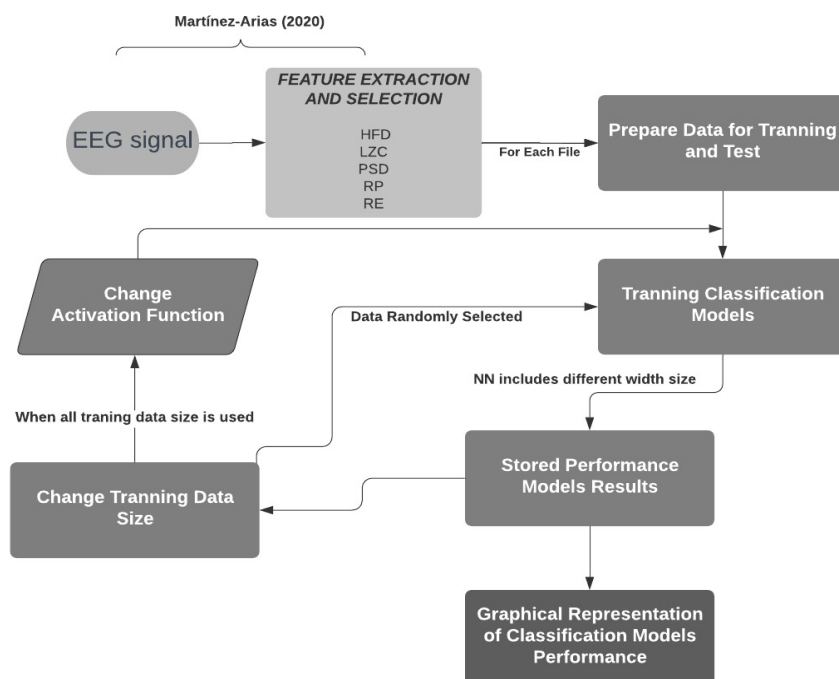 Martínez-Arias (2020)
EEG signal
FEATURE EXTRACTION
AND SELECTION
HFD
LZC
PSD
RP
RE
For Each File
Prepare Data for Tranning
and Test
Change
Activation Function
Data Randomly Selected
Tranning Classification
Models
NN includes different width size
When all traning data size is used
Change Tranning Data
Size
Stored Performance
Models Results
Graphical Representation
of Classification Models
Performance